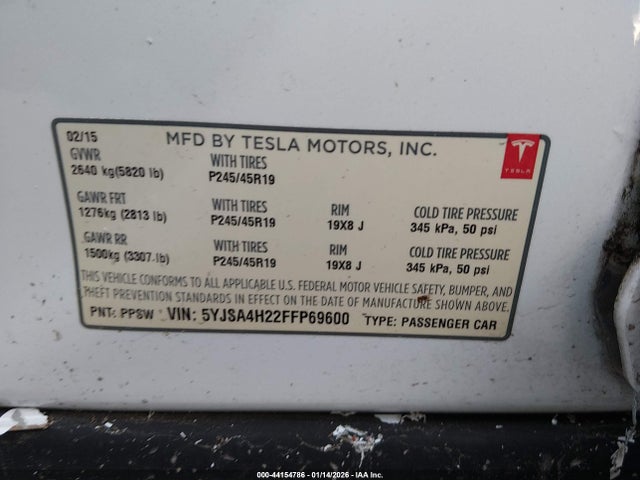 02/15 MFD BY TESLA MOTORS, INC.
TESLA
GVWR WITH TIRES
2640 kg(5820 lb) P245/45R19
GAWR FRT WITH TIRES RIM COLD TIRE PRESSURE
1276kg (2813 lb) P245/45R19 19X8 J 345 kPa, 50 psi
GAWR RR WITH TIRES RIM COLD TIRE PRESSURE
1500kg (3307 lb) P245/45R19 19X8 J 345 kPa, 50 psi
THIS VEHICLE CONFORMS TO ALL APPLICABLE U.S. FEDERAL MOTOR VEHICLE SAFETY, BUMPER, AND
THEFT PREVENTION STANDARDS IN EFFECT ON THE DATE OF MANUFACTURE SHOWN ABOVE.
PNT: PPSW VIN: 5YJSA4H22FFP69600 TYPE: PASSENGER CAR
000-44154786 - 01/14/2026 - IAA Inc.